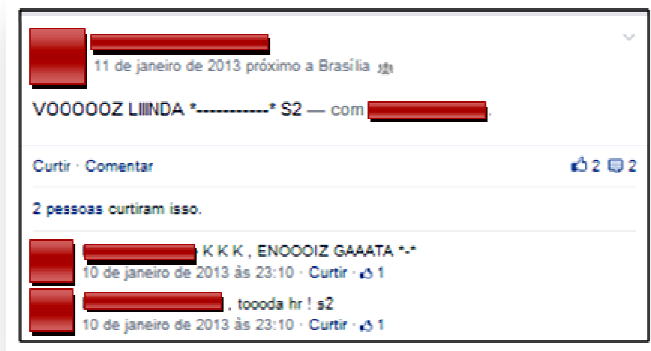 11 de janeiro de 2013 próximo a Brasília
VOOOOOZ LIIINDA *-----------* S2 — com .
Curtir · Comentar 2 2
2 pessoas curtiram isso.
K K K , ENOOOIZ GAAATA *-*
10 de janeiro de 2013 às 23:10 · Curtir · 1
, toooda hr ! s2
10 de janeiro de 2013 às 23:10 · Curtir · 1